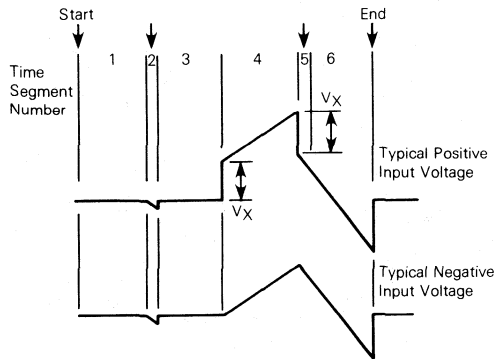 Start
End
1
2
3
4
5
6
Time
Segment
Number
VX
Typical Positive
Input Voltage
VX
Typical Negative
Input Voltage